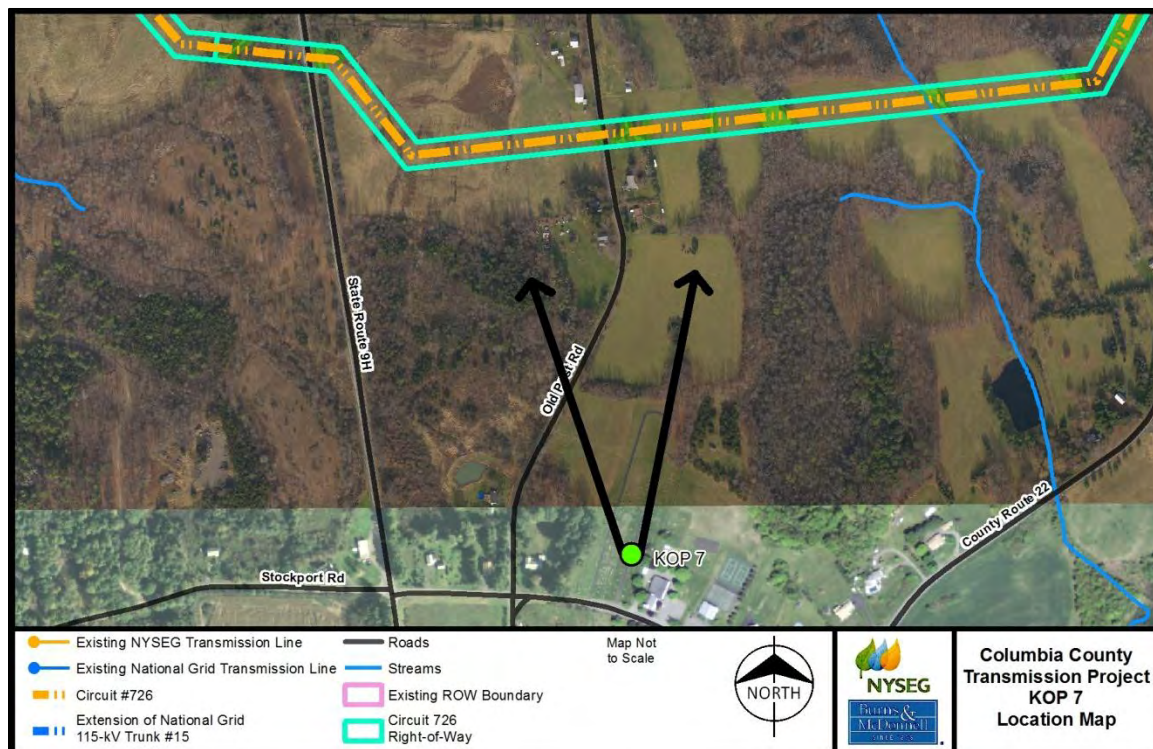 State Route 9H
Old Post Rd
KOP 7
County Route 22
Stockport Rd
Existing NYSEG Transmission Line
Existing National Grid Transmission Line
Circuit #726
Extension of National Grid
115-kV Trunk #15
Roads
Streams
Existing ROW Boundary
Circuit 726
Right-of-Way
Map Not
to Scale
NORTH
NYSEG
Burns &
McDonnell
Columbia County
Transmission Project
KOP 7
Location Map